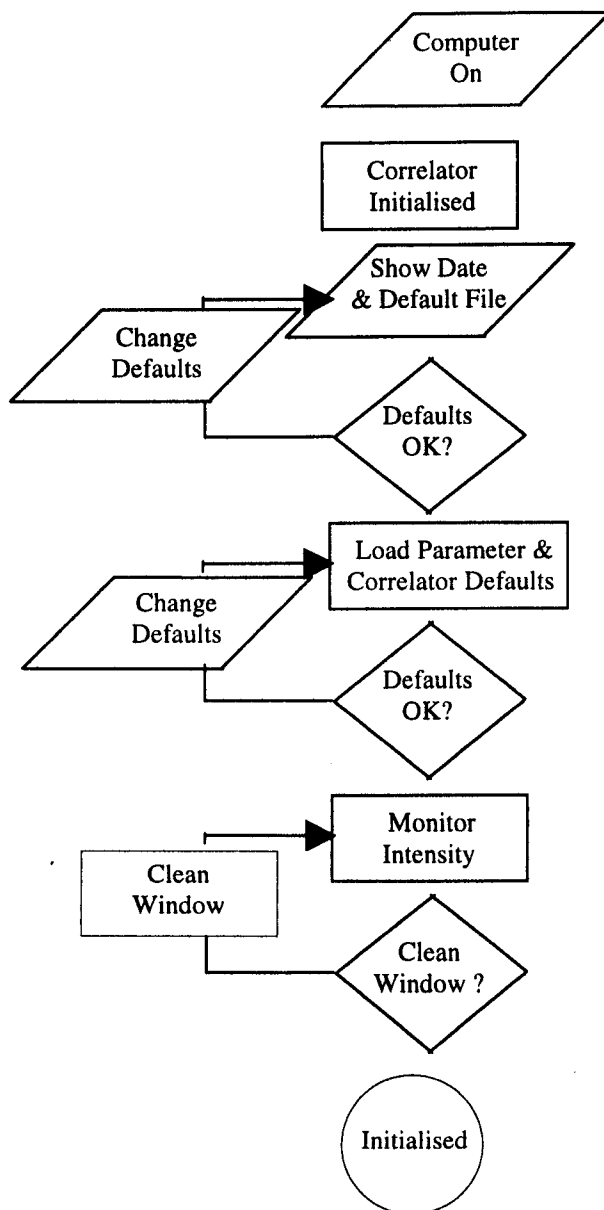 Computer
On
Correlator
Initialised
Show Date
& Default File
Change
Defaults
Defaults
OK?
Load Parameter &
Correlator Defaults
Change
Defaults
Defaults
OK?
Monitor
Intensity
Clean
Window
Clean
Window ?
Initialised